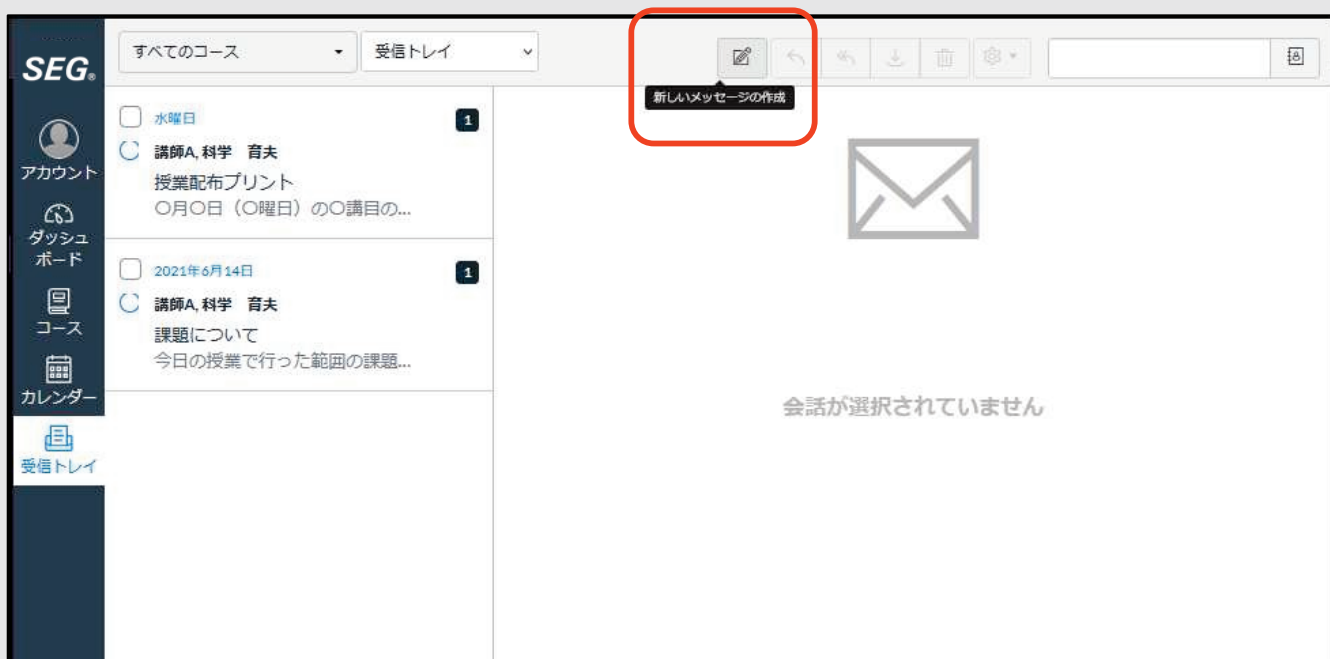 SEG®
アカウント
ダッシュ
ボード
コース
カレンダー
受信トレイ
すべてのコース
受信トレイ
新しいメッセージの作成
水曜日
1
講師A, 科学　育夫
授業配布プリント
〇月〇日（〇曜日）の〇講目の...
2021年6月14日
1
講師A, 科学　育夫
課題について
今日の授業で行った範囲の課題...
会話が選択されていません